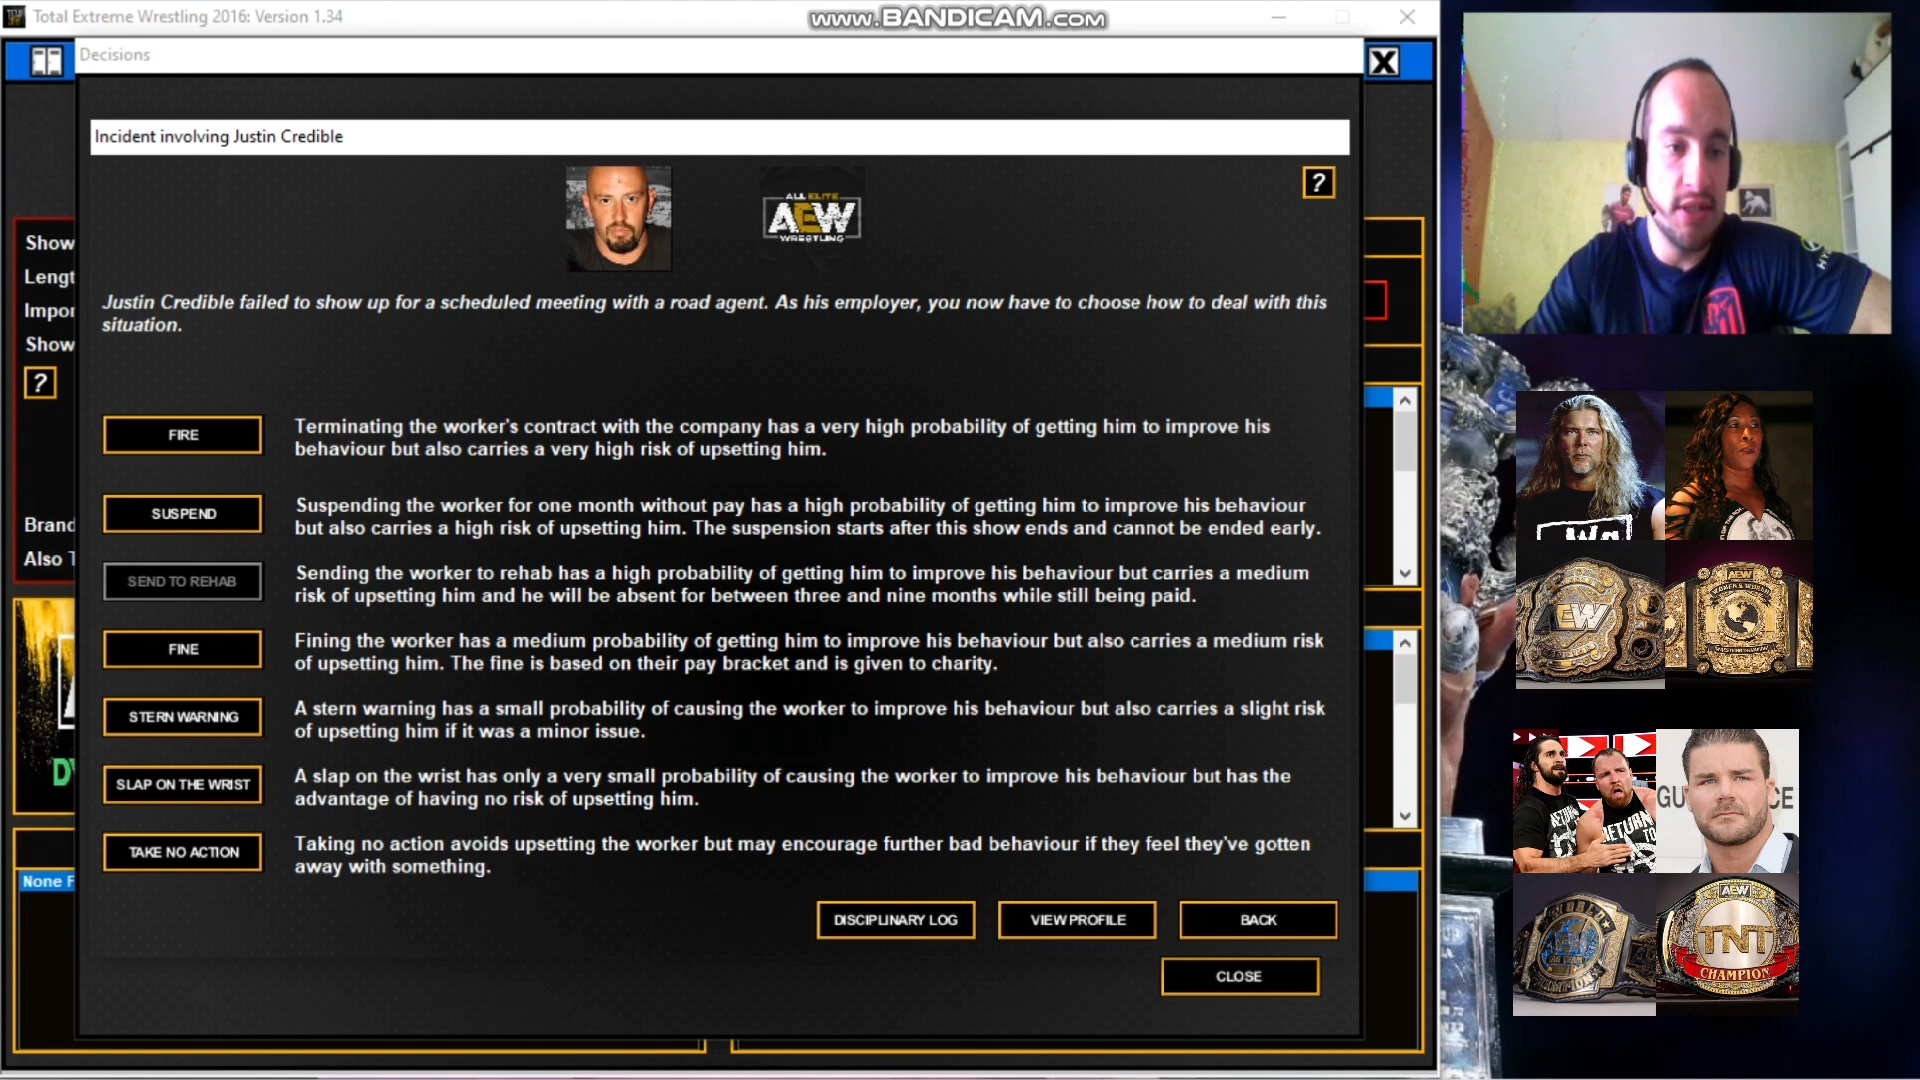 Total Extreme Wrestling 2016: Version 1.34
www.BANDICAM.com
Decisions
Incident involving Justin Credible
ALL ELITE
AEW
WRESTLING
?
Justin Credible failed to show up for a scheduled meeting with a road agent. As his employer, you now have to choose how to deal with this
situation.
Show
Lengt
Impor
Show
?
Brand
Also T
None F
FIRE
Terminating the worker's contract with the company has a very high probability of getting him to improve his
behaviour but also carries a very high risk of upsetting him.
SUSPEND
Suspending the worker for one month without pay has a high probability of getting him to improve his behaviour
but also carries a high risk of upsetting him. The suspension starts after this show ends and cannot be ended early.
SEND TO REHAB
Sending the worker to rehab has a high probability of getting him to improve his behaviour but carries a medium
risk of upsetting him and he will be absent for between three and nine months while still being paid.
FINE
Fining the worker has a medium probability of getting him to improve his behaviour but also carries a medium risk
of upsetting him. The fine is based on their pay bracket and is given to charity.
STERN WARNING
A stern warning has a small probability of causing the worker to improve his behaviour but also carries a slight risk
of upsetting him if it was a minor issue.
SLAP ON THE WRIST
A slap on the wrist has only a very small probability of causing the worker to improve his behaviour but has the
advantage of having no risk of upsetting him.
TAKE NO ACTION
Taking no action avoids upsetting the worker but may encourage further bad behaviour if they feel they've gotten
away with something.
DISCIPLINARY LOG
VIEW PROFILE
BACK
CLOSE
AEW
AEW
GU
CE
RETURN
TO
WORLD
AEW
TNT
CHAMPION